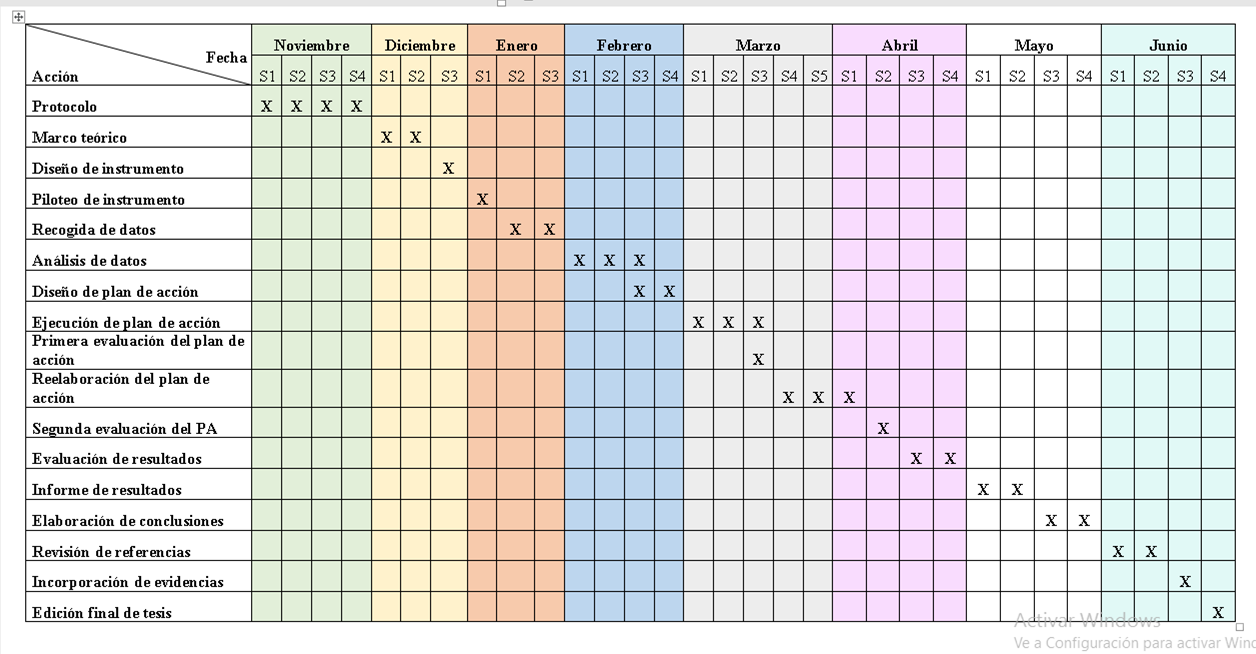 Noviembre Diciembre Enero Febrero Marzo Abril Mayo Junio
Fecha
Acción S1 S2 S3 S4 S1 S2 S3 S1 S2 S3 S1 S2 S3 S4 S1 S2 S3 S4 S5 S1 S2 S3 S4 S1 S2 S3 S4 S1 S2 S3 S4
Protocolo X X X X
Marco teórico X X
Diseño de instrumento X
Piloteo de instrumento X
Recogida de datos X X
Análisis de datos X X X
Diseño de plan de acción X X
Ejecución de plan de acción X X X
Primera evaluación del plan de
acción X
Reelaboración del plan de
acción X X X
Segunda evaluación del PA X
Evaluación de resultados X X
Informe de resultados X X
Elaboración de conclusiones X X
Revisión de referencias X X
Incorporación de evidencias X
Edición final de tesis X
Activar Windows
Ve a Configuración para activar Winc